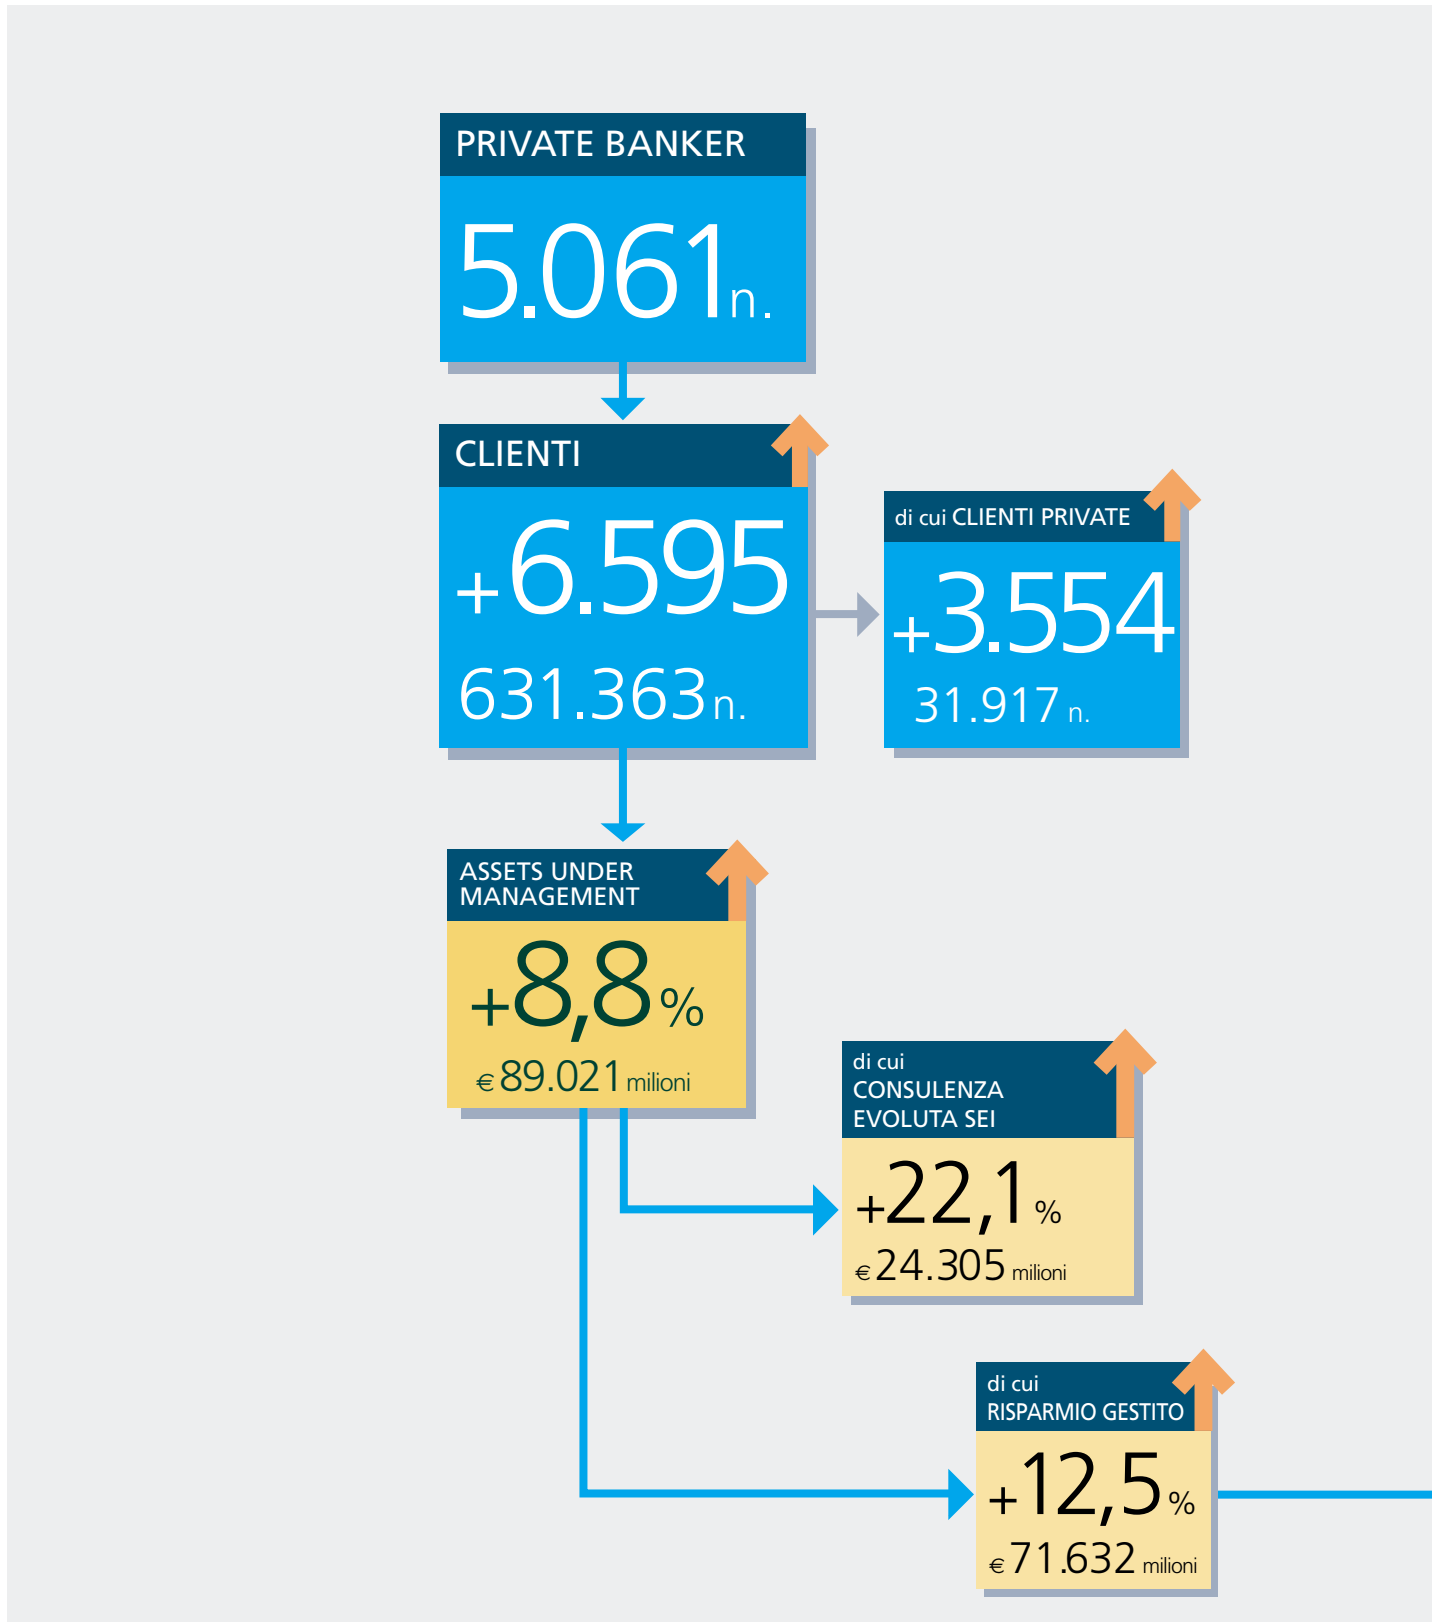 PRIVATE BANKER
5.061 n.
CLIENTI
+6.595
631.363 n.
di cui CLIENTI PRIVATE
+3.554
31.917 n.
ASSETS UNDER
MANAGEMENT
+8,8 %
€ 89.021 milioni
di cui
CONSULENZA
EVOLUTA SEI
+22,1 %
€ 24.305 milioni
di cui
RISPARMIO GESTITO
+12,5 %
€ 71.632 milioni